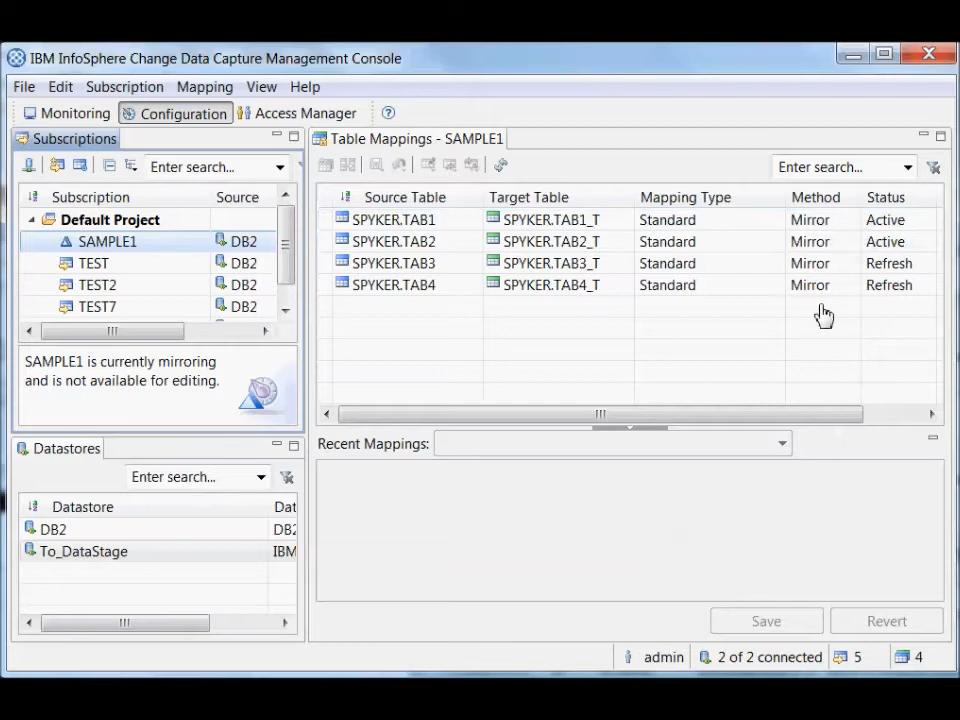 IBM InfoSphere Change Data Capture Management Console
File Edit Subscription Mapping View Help
Monitoring Configuration Access Manager
Subscriptions
Enter search...
Subscription Source
Default Project
SAMPLE1 DB2
TEST DB2
TEST2 DB2
TEST7 DB2
SAMPLE1 is currently mirroring
and is not available for editing.
Datastores
Enter search...
Datastore Dat
DB2 DB2
To_DataStage IBM
Table Mappings - SAMPLE1
Enter search...
Source Table Target Table Mapping Type Method Status
SPYKER.TAB1 SPYKER.TAB1_T Standard Mirror Active
SPYKER.TAB2 SPYKER.TAB2_T Standard Mirror Active
SPYKER.TAB3 SPYKER.TAB3_T Standard Mirror Refresh
SPYKER.TAB4 SPYKER.TAB4_T Standard Mirror Refresh
Recent Mappings:
Save Revert
admin 2 of 2 connected 5 4